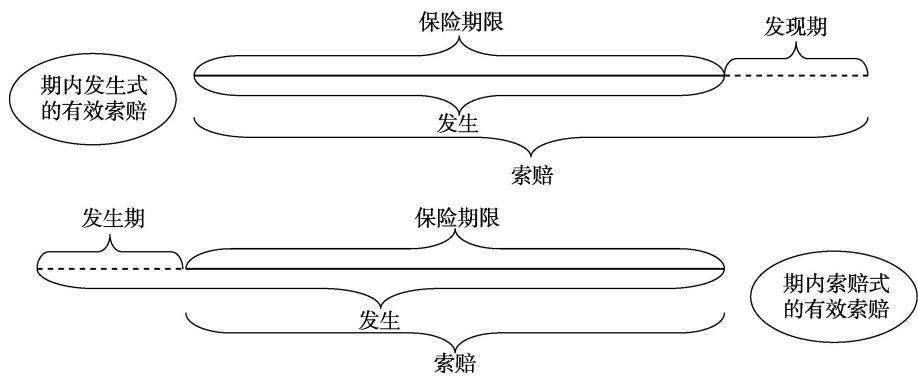 保险期限
发现期
期内发生式
的有效索赔
发生
索赔
发生期
保险期限
期内索赔式
的有效索赔
发生
索赔